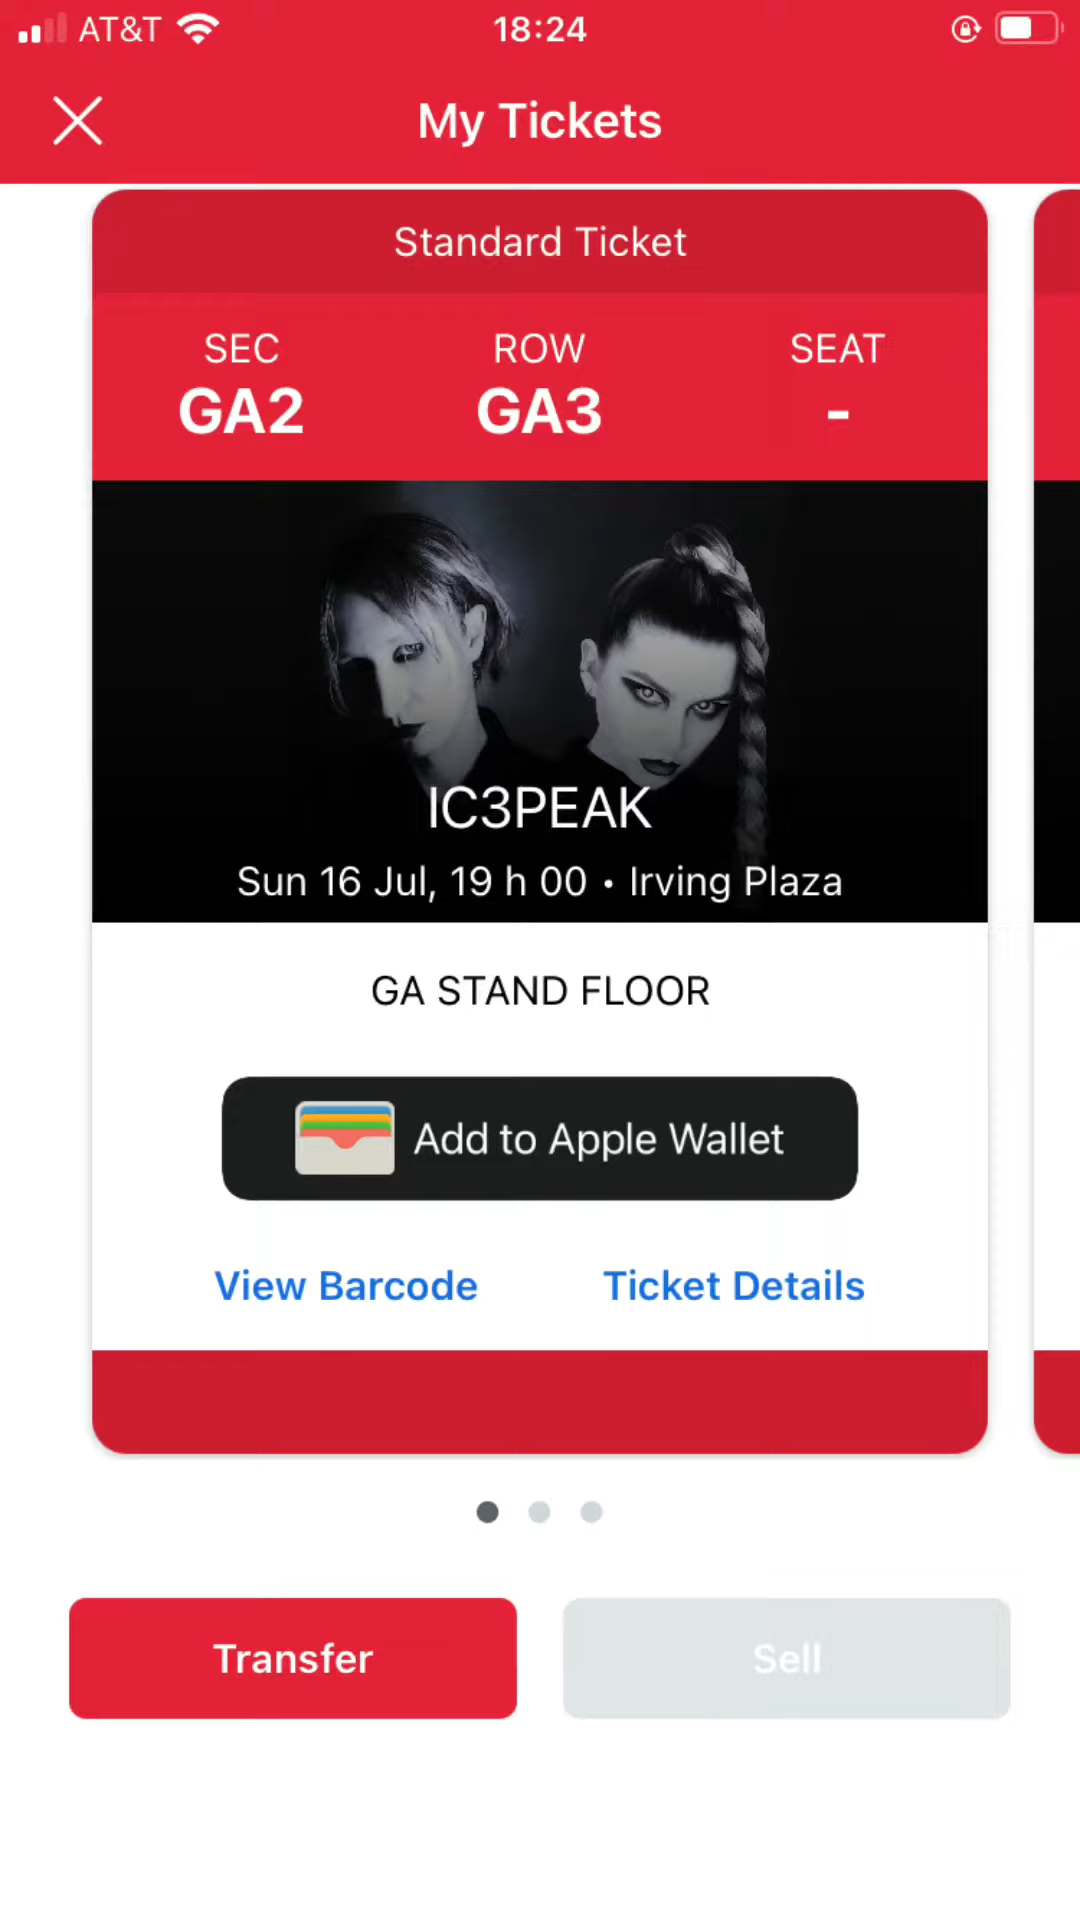 AT&T 18:24
My Tickets
Standard Ticket
SEC ROW SEAT
GA2 GA3 -
IC3PEAK
Sun 16 Jul, 19 h 00 • Irving Plaza
GA STAND FLOOR
Add to Apple Wallet
View Barcode Ticket Details
Transfer Sell